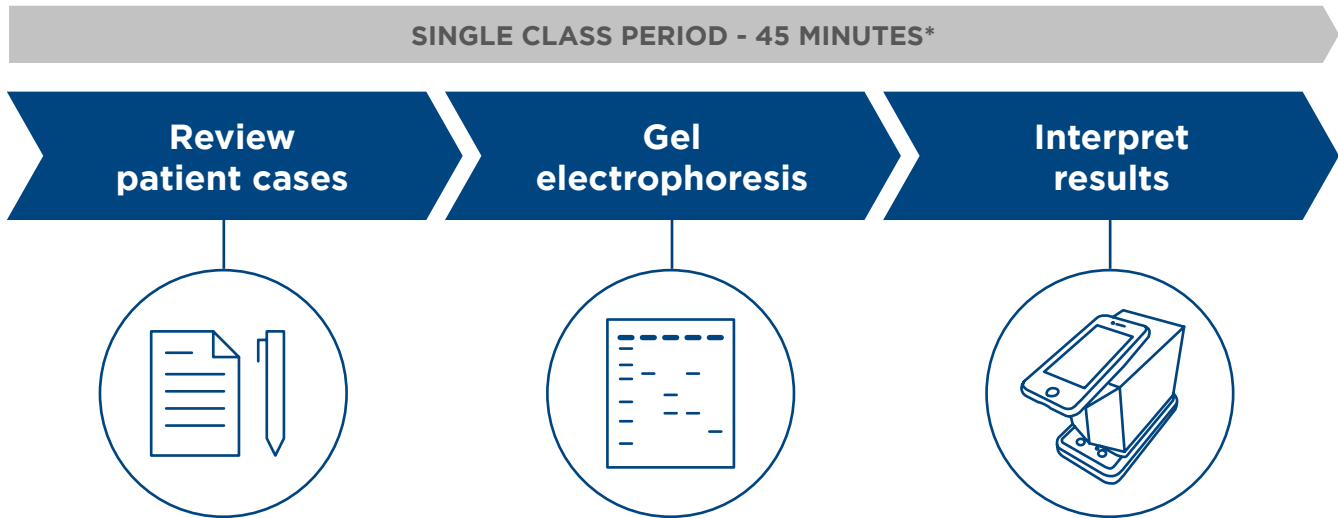 SINGLE CLASS PERIOD - 45 MINUTES*
Review
patient cases
Gel
electrophoresis
Interpret
results